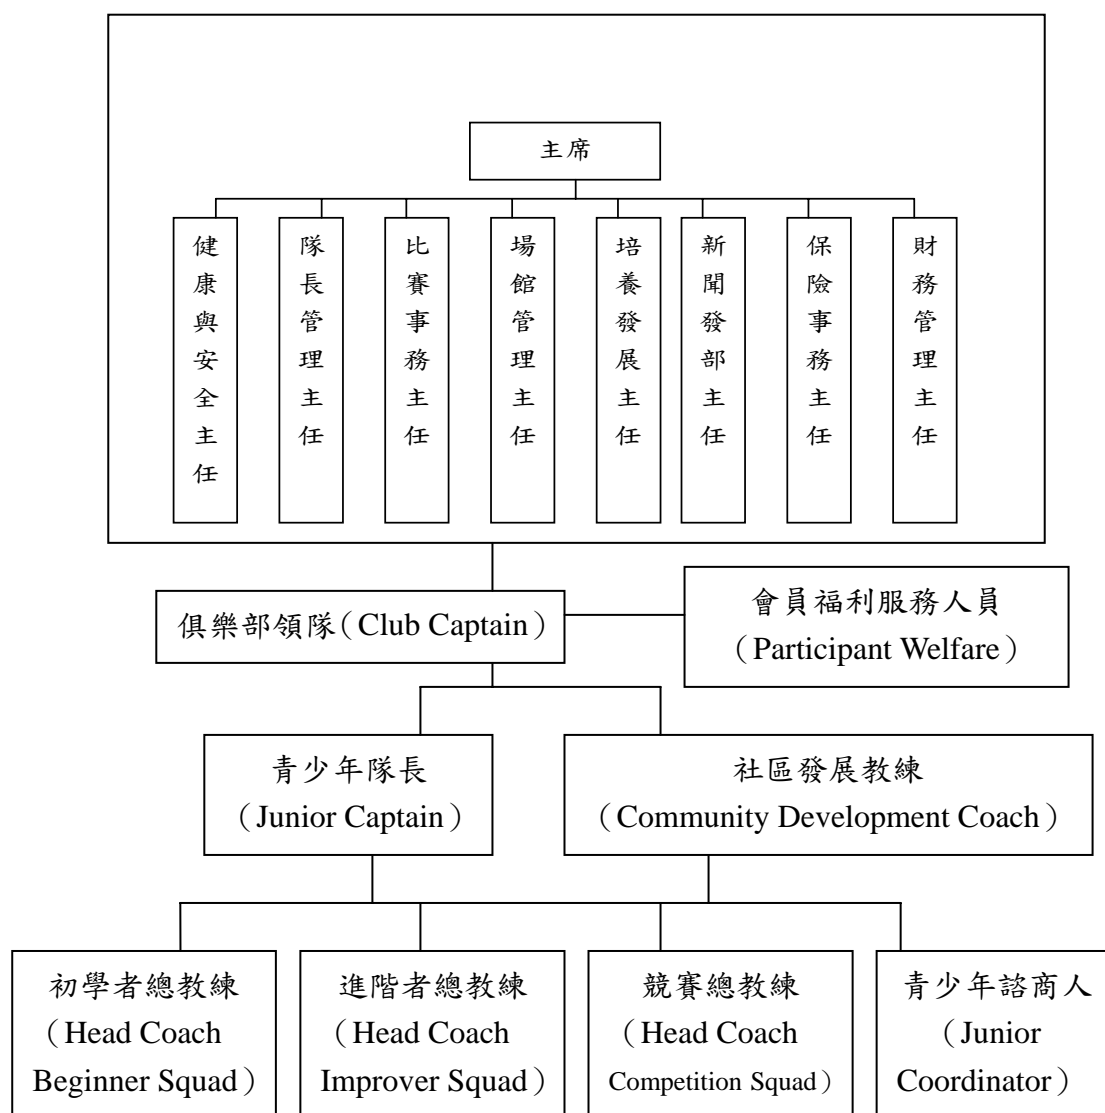 主席
健康與安全主任
隊長管理主任
比賽事務主任
場館管理主任
培養發展主任
新聞發部主任
保險事務主任
財務管理主任
俱樂部領隊（Club Captain）
會員福利服務人員
（Participant Welfare）
青少年隊長
（Junior Captain）
社區發展教練
（Community Development Coach）
初學者總教練
（Head Coach
Beginner Squad）
進階者總教練
（Head Coach
Improver Squad）
競賽總教練
（Head Coach
Competition Squad）
青少年諮商人
（Junior
Coordinator）